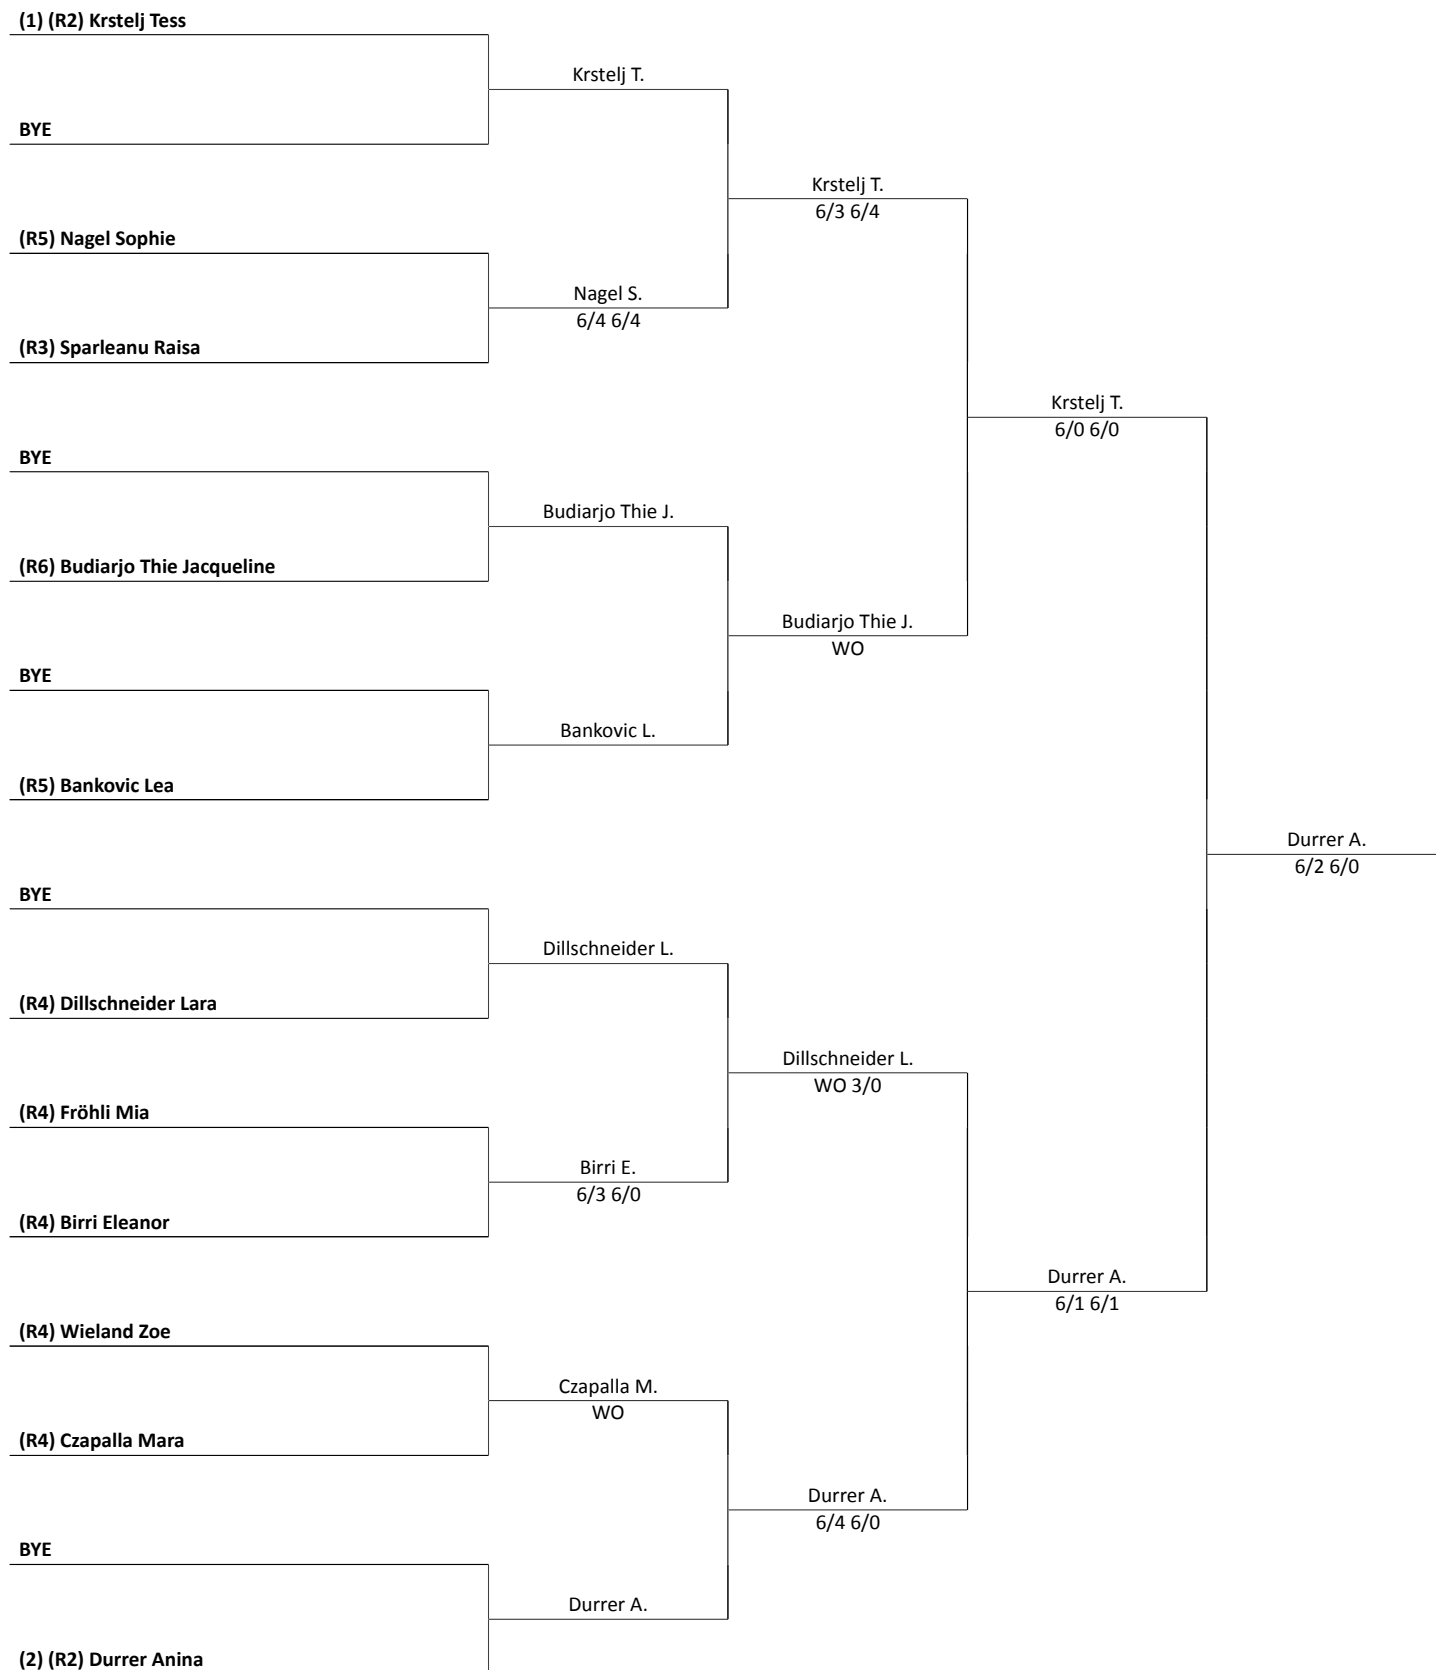 (1) (R2) Krstelj Tess
Krstelj T.
BYE
Krstelj T.
6/3 6/4
(R5) Nagel Sophie
Nagel S.
6/4 6/4
(R3) Sparleanu Raisa
Krstelj T.
6/0 6/0
BYE
Budiarjo Thie J.
(R6) Budiarjo Thie Jacqueline
Budiarjo Thie J.
WO
BYE
Bankovic L.
(R5) Bankovic Lea
Durrer A.
6/2 6/0
BYE
Dillschneider L.
(R4) Dillschneider Lara
Dillschneider L.
WO 3/0
(R4) Fröhli Mia
Birri E.
6/3 6/0
(R4) Birri Eleanor
Durrer A.
6/1 6/1
(R4) Wieland Zoe
Czapalla M.
WO
(R4) Czapalla Mara
Durrer A.
6/4 6/0
BYE
Durrer A.
(2) (R2) Durrer Anina